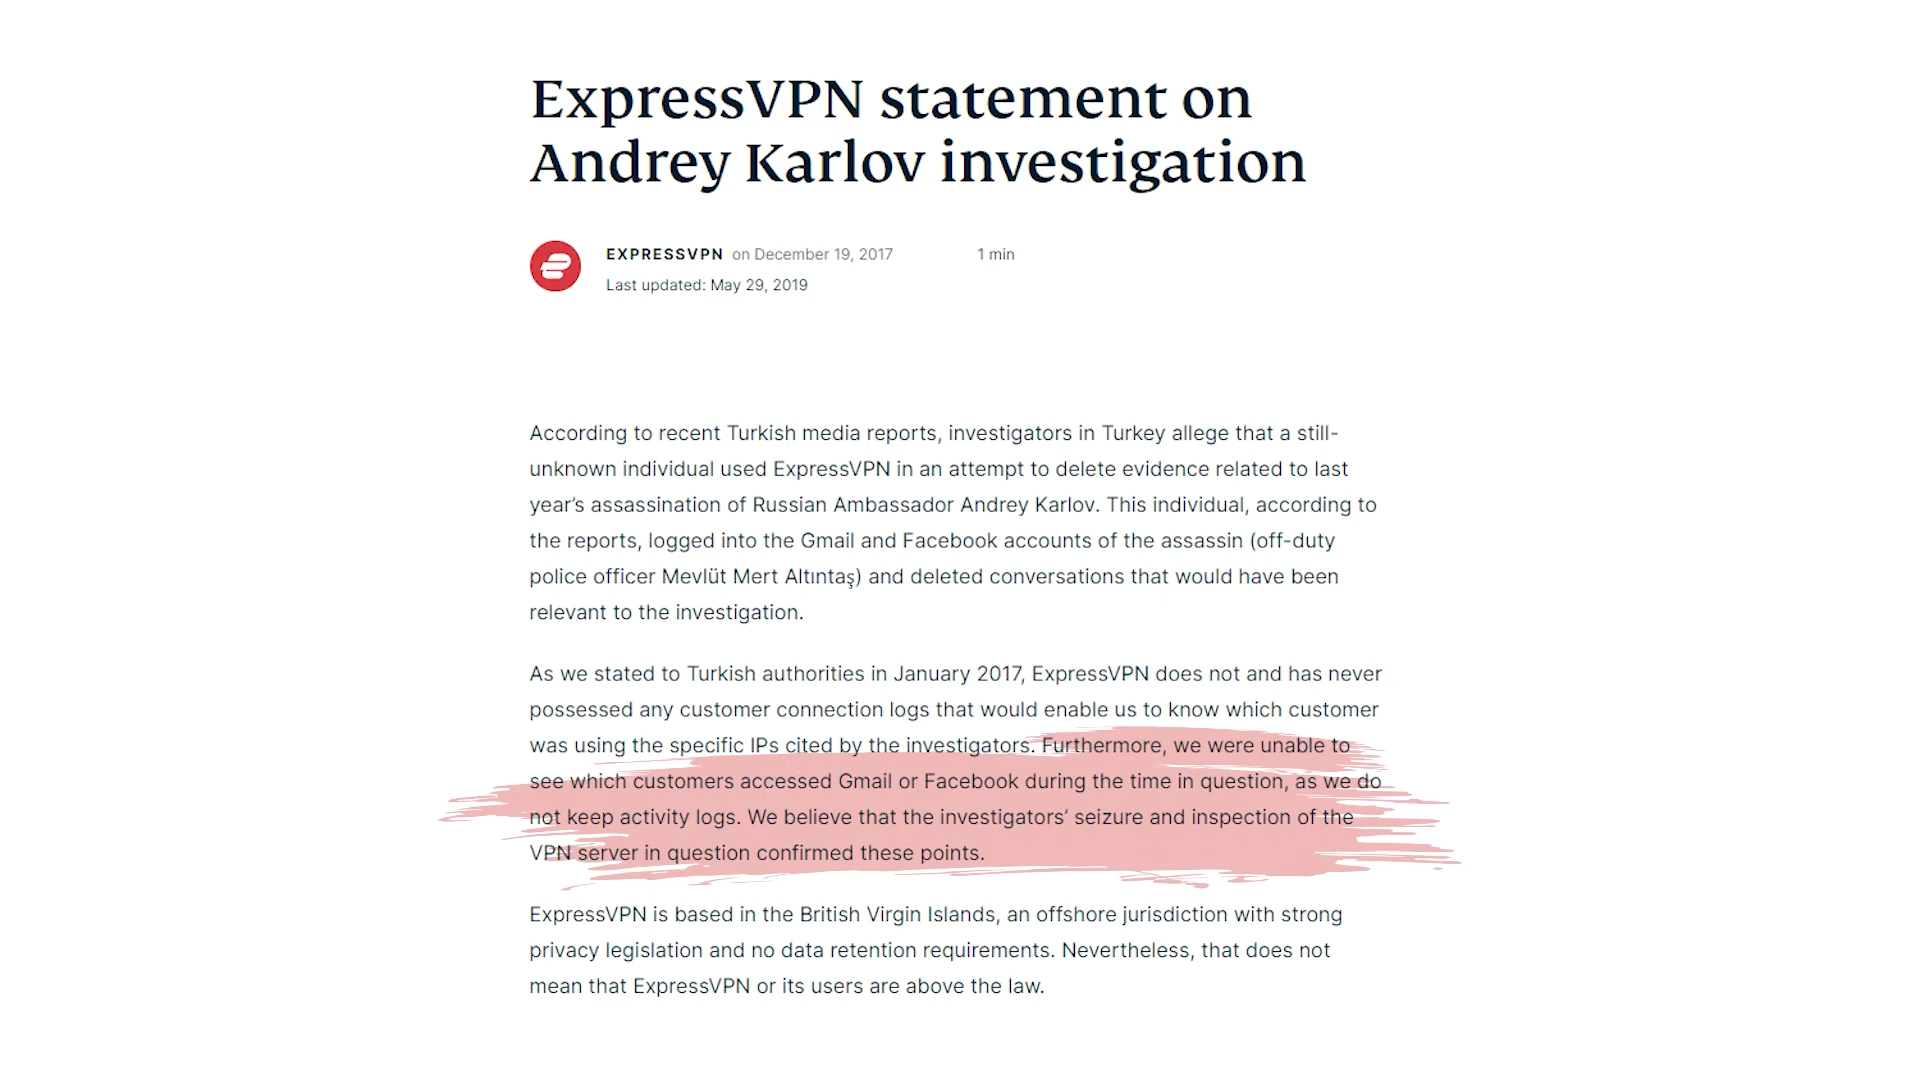 ExpressVPN statement on
Andrey Karlov investigation
EXPRESSVPN on December 19, 2017 1 min
Last updated: May 29, 2019
According to recent Turkish media reports, investigators in Turkey allege that a still-
unknown individual used ExpressVPN in an attempt to delete evidence related to last
year’s assassination of Russian Ambassador Andrey Karlov. This individual, according to
the reports, logged into the Gmail and Facebook accounts of the assassin (off-duty
police officer Mevlüt Mert Altıntaş) and deleted conversations that would have been
relevant to the investigation.
As we stated to Turkish authorities in January 2017, ExpressVPN does not and has never
possessed any customer connection logs that would enable us to know which customer
was using the specific IPs cited by the investigators. Furthermore, we were unable to
see which customers accessed Gmail or Facebook during the time in question, as we do
not keep activity logs. We believe that the investigators’ seizure and inspection of the
VPN server in question confirmed these points.
ExpressVPN is based in the British Virgin Islands, an offshore jurisdiction with strong
privacy legislation and no data retention requirements. Nevertheless, that does not
mean that ExpressVPN or its users are above the law.